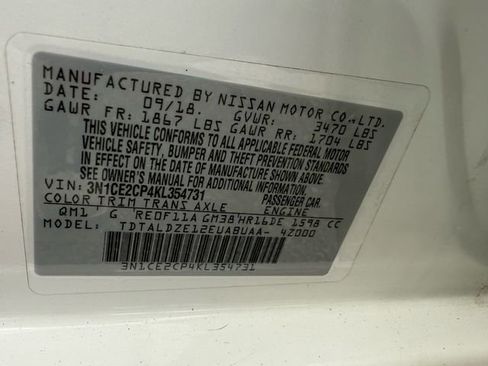 MANUFACTURED BY NISSAN MOTOR CO.,LTD.
DATE: 09/18. GVWR: 3470 LBS
GAWR FR: 1867 LBS GAWR RR: 1704 LBS
THIS VEHICLE CONFORMS TO ALL APPLICABLE FEDERAL MOTOR
VEHICLE SAFETY, BUMPER AND THEFT PREVENTION STANDARDS
IN EFFECT ON THE DATE OF MANUFACTURE SHOWN ABOVE.
SEE OWNER'S MANUAL FOR ADDITIONAL INFORMATION.
VIN: 3N1CE2CP4KL354731 PASSENGER CAR
COLOR TRIM TRANS AXLE ENGINE
QM1 G RE0F11A GM38 HR16DE 1598 CC
MODEL: TDTALDZE12EUABUAA- 42000
3N1CE2CP4KL354731